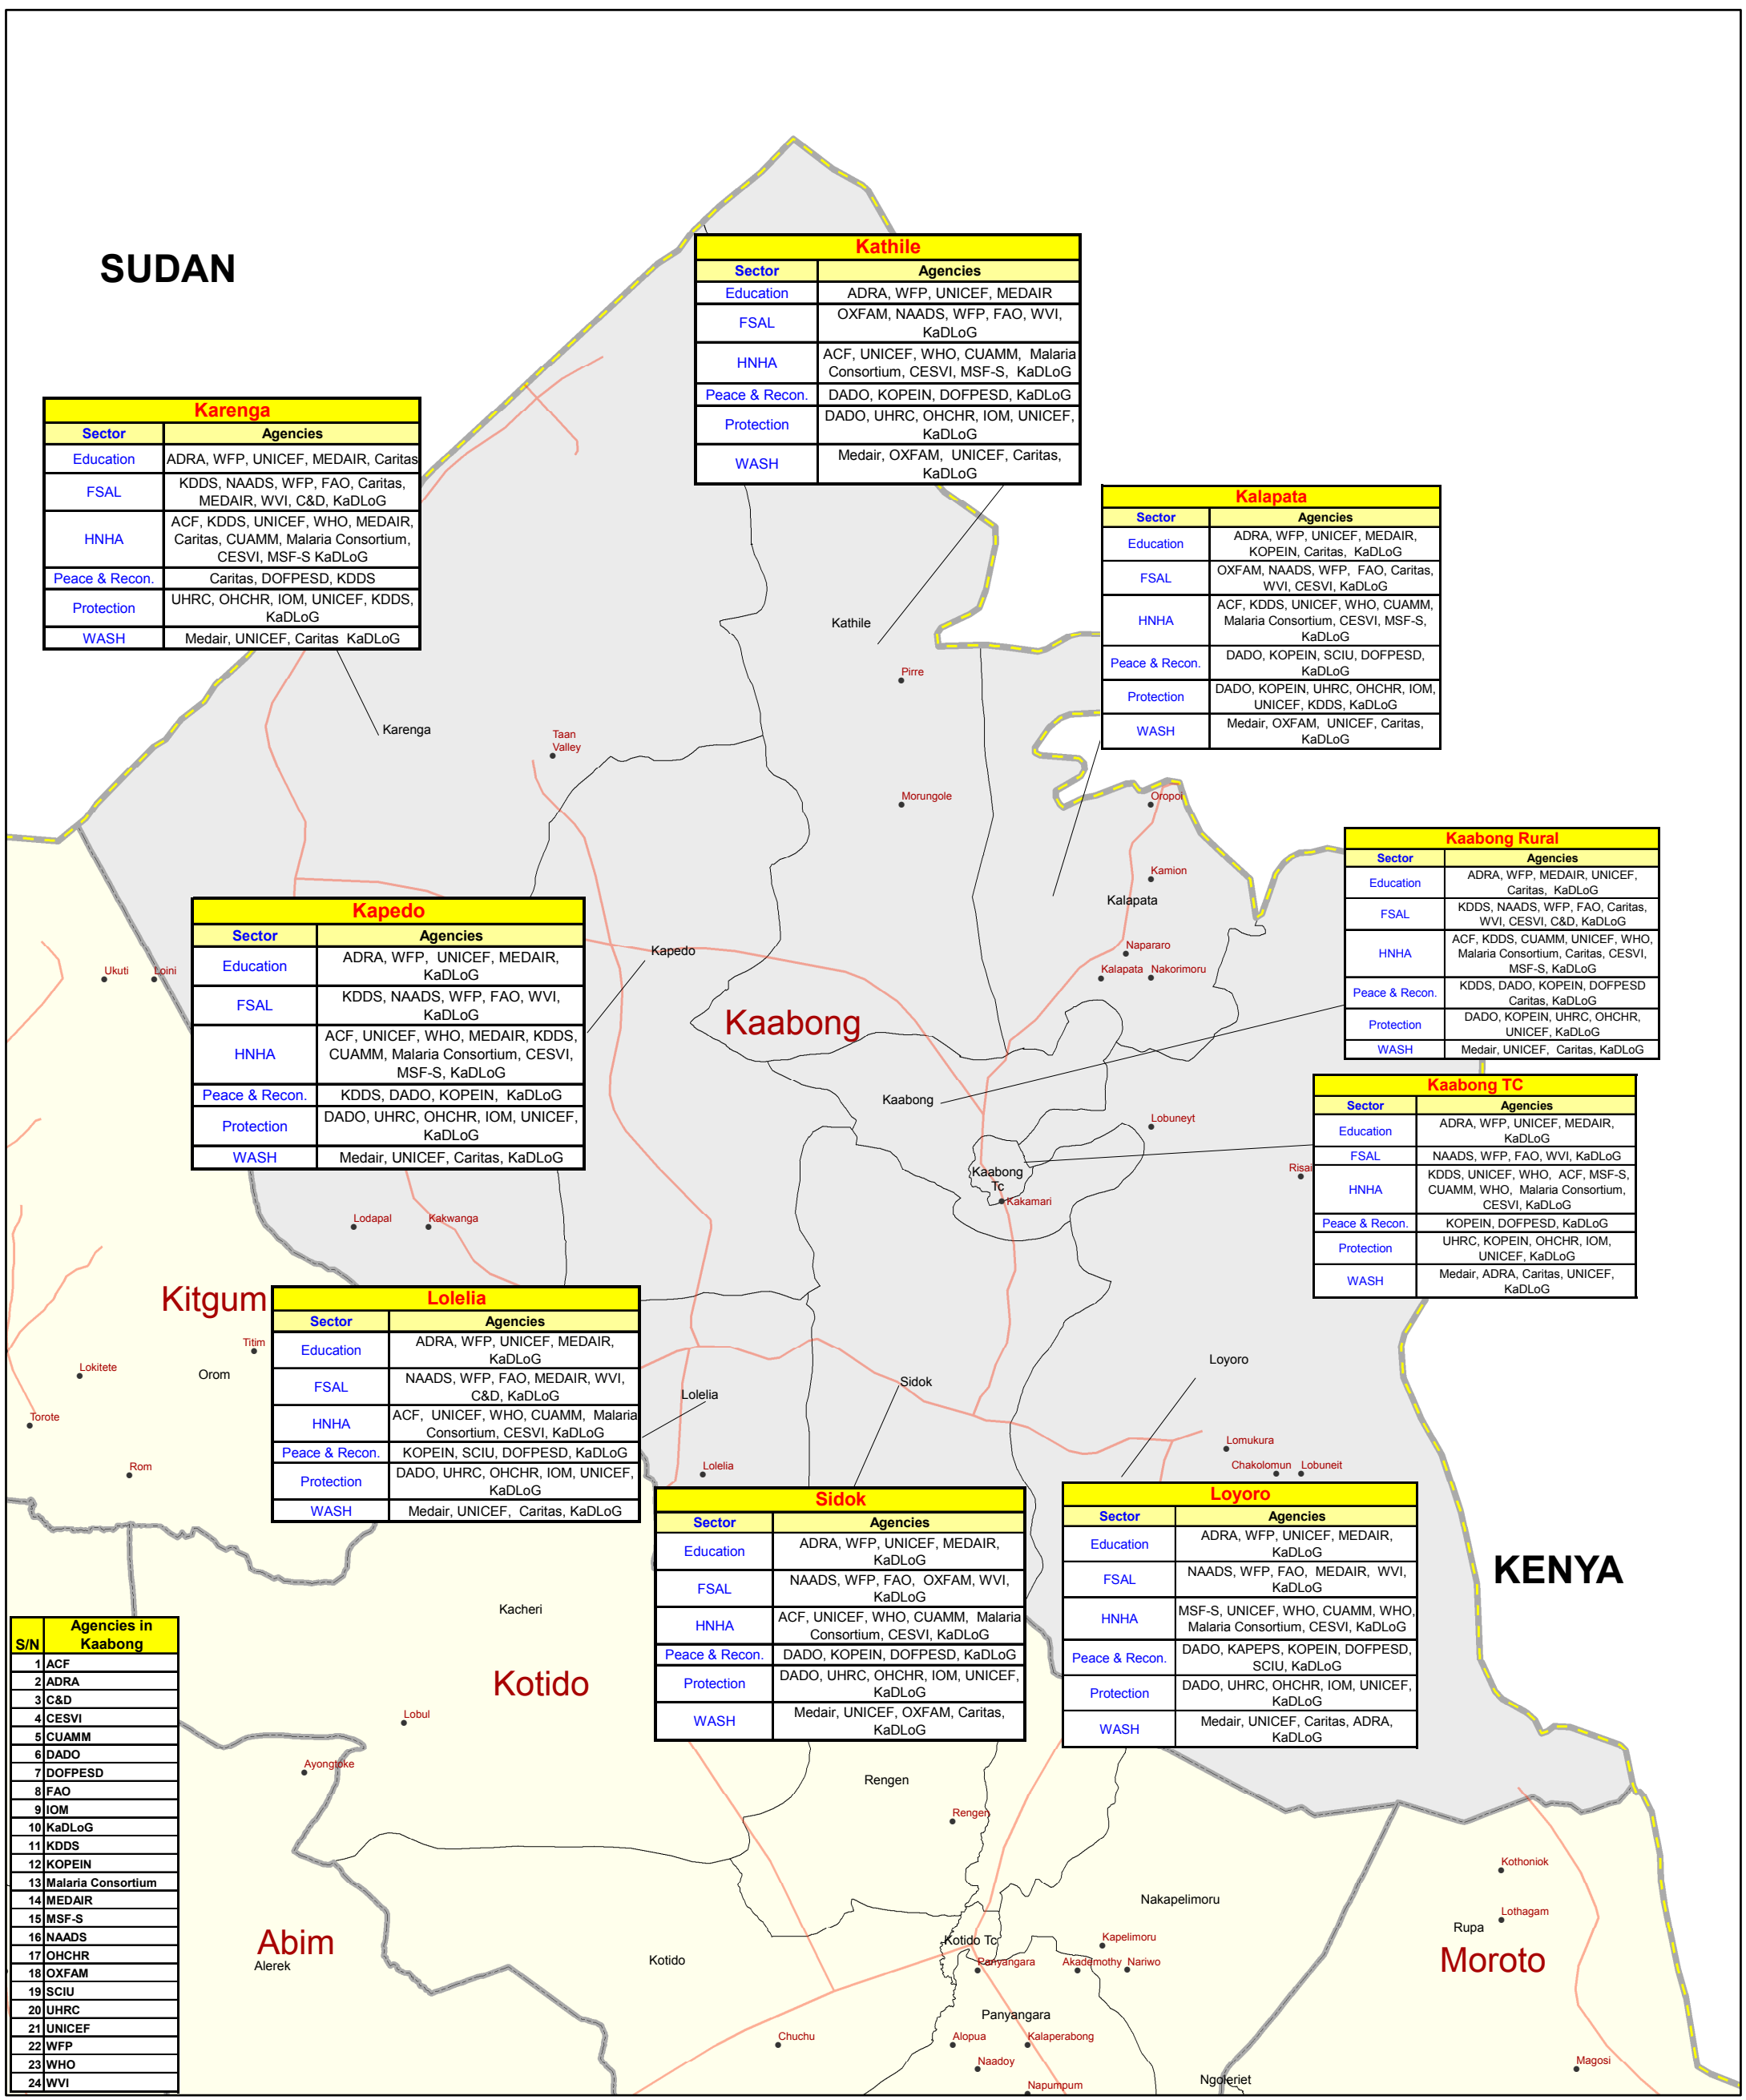 SUDAN
Kathile
Sector Agencies
Education ADRA, WFP, UNICEF, MEDAIR
FSAL OXFAM, NAADS, WFP, FAO, WVI,
KaDLoG
HNHA ACF, UNICEF, WHO, CUAMM, Malaria
Consortium, CESVI, MSF-S, KaDLoG
Peace & Recon. DADO, KOPEIN, DOFPESD, KaDLoG
Protection DADO, UHRC, OHCHR, IOM, UNICEF,
KaDLoG
WASH Medair, OXFAM, UNICEF, Caritas,
KaDLoG
Karenga
Sector Agencies
Education ADRA, WFP, UNICEF, MEDAIR, Caritas
FSAL KDDS, NAADS, WFP, FAO, Caritas,
MEDAIR, WVI, C&D, KaDLoG
HNHA ACF, KDDS, UNICEF, WHO, MEDAIR,
Caritas, CUAMM, Malaria Consortium,
CESVI, MSF-S KaDLoG
Peace & Recon. Caritas, DOFPESD, KDDS
Protection UHRC, OHCHR, IOM, UNICEF, KDDS,
KaDLoG
WASH Medair, UNICEF, Caritas KaDLoG
Kalapata
Sector Agencies
Education ADRA, WFP, UNICEF, MEDAIR,
KOPEIN, Caritas, KaDLoG
FSAL OXFAM, NAADS, WFP, FAO, Caritas,
WVI, CESVI, KaDLoG
HNHA ACF, KDDS, UNICEF, WHO, CUAMM,
Malaria Consortium, CESVI, MSF-S,
KaDLoG
Peace & Recon. DADO, KOPEIN, SCIU, DOFPESD,
KaDLoG
Protection DADO, KOPEIN, UHRC, OHCHR, IOM,
UNICEF, KDDS, KaDLoG
WASH Medair, OXFAM, UNICEF, Caritas,
KaDLoG
Kathile
Pirre
Karenga
Taan
Valley
Morungole
Oropoi
Kamion
Kalapata
Napararo
Kalapata Nakorimoru
Kaabong Rural
Sector Agencies
Education ADRA, WFP, MEDAIR, UNICEF,
Caritas, KaDLoG
FSAL KDDS, NAADS, WFP, FAO, Caritas,
WVI, CESVI, C&D, KaDLoG
HNHA ACF, KDDS, CUAMM, UNICEF, WHO,
Malaria Consortium, Caritas, CESVI,
MSF-S, KaDLoG
Peace & Recon. KDDS, DADO, KOPEIN, DOFPESD
Caritas, KaDLoG
Protection DADO, KOPEIN, UHRC, OHCHR,
UNICEF, KaDLoG
WASH Medair, UNICEF, Caritas, KaDLoG
Kapedo
Sector Agencies
Education ADRA, WFP, UNICEF, MEDAIR,
KaDLoG
FSAL KDDS, NAADS, WFP, FAO, WVI,
KaDLoG
HNHA ACF, UNICEF, WHO, MEDAIR, KDDS,
CUAMM, Malaria Consortium, CESVI,
MSF-S, KaDLoG
Peace & Recon. KDDS, DADO, KOPEIN, KaDLoG
Protection DADO, UHRC, OHCHR, IOM, UNICEF,
KaDLoG
WASH Medair, UNICEF, Caritas, KaDLoG
Kapedo
Ukuti Loini
Kaabong
Kaabong
Lobuneyt
Kaabong
Tc
Kakamari
Risai
Kaabong TC
Sector Agencies
Education ADRA, WFP, UNICEF, MEDAIR,
KaDLoG
FSAL NAADS, WFP, FAO, WVI, KaDLoG
HNHA KDDS, UNICEF, WHO, ACF, MSF-S,
CUAMM, WHO, Malaria Consortium,
CESVI, KaDLoG
Peace & Recon. KOPEIN, DOFPESD, KaDLoG
Protection UHRC, KOPEIN, OHCHR, IOM,
UNICEF, KaDLoG
WASH Medair, ADRA, Caritas, UNICEF,
KaDLoG
Lodapal Kakwanga
Kitgum
Titim
Lokitete
Orom
Torote
Rom
Lolelia
Sector Agencies
Education ADRA, WFP, UNICEF, MEDAIR,
KaDLoG
FSAL NAADS, WFP, FAO, MEDAIR, WVI,
C&D, KaDLoG
HNHA ACF, UNICEF, WHO, CUAMM, Malaria
Consortium, CESVI, KaDLoG
Peace & Recon. KOPEIN, SCIU, DOFPESD, KaDLoG
Protection DADO, UHRC, OHCHR, IOM, UNICEF,
KaDLoG
WASH Medair, UNICEF, Caritas, KaDLoG
Lolelia
Sidok
Loyoro
Lolelia
Lomukura
Chakolomun Lobuneit
Sidok
Sector Agencies
Education ADRA, WFP, UNICEF, MEDAIR,
KaDLoG
FSAL NAADS, WFP, FAO, OXFAM, WVI,
KaDLoG
HNHA ACF, UNICEF, WHO, CUAMM, Malaria
Consortium, CESVI, KaDLoG
Peace & Recon. DADO, KOPEIN, DOFPESD, KaDLoG
Protection DADO, UHRC, OHCHR, IOM, UNICEF,
KaDLoG
WASH Medair, UNICEF, OXFAM, Caritas,
KaDLoG
Loyoro
Sector Agencies
Education ADRA, WFP, UNICEF, MEDAIR,
KaDLoG
FSAL NAADS, WFP, FAO, MEDAIR, WVI,
KaDLoG
HNHA MSF-S, UNICEF, WHO, CUAMM, WHO,
Malaria Consortium, CESVI, KaDLoG
Peace & Recon. DADO, KAPEPS, KOPEIN, DOFPESD,
SCIU, KaDLoG
Protection DADO, UHRC, OHCHR, IOM, UNICEF,
KaDLoG
WASH Medair, UNICEF, Caritas, ADRA,
KaDLoG
KENYA
S/N Agencies in
Kaabong
1 ACF
2 ADRA
3 C&D
4 CESVI
5 CUAMM
6 DADO
7 DOFPESD
8 FAO
9 IOM
10 KaDLoG
11 KDDS
12 KOPEIN
13 Malaria Consortium
14 MEDAIR
15 MSF-S
16 NAADS
17 OHCHR
18 OXFAM
19 SCIU
20 UHRC
21 UNICEF
22 WFP
23 WHO
24 WVI
Kacheri
Kotido
Lobul
Ayongtoke
Rengen
Rengen
Kothoniok
Nakapelimoru
Lothagam
Rupa
Abim
Alerek
Kotido
Kotido Tc
Kapelimoru
Panyangara
Akademothy Nariwo
Moroto
Panyangara
Chuchu
Alopua
Kalaperabong
Naadoy
Magosi
Napumpum
Ngoleriet